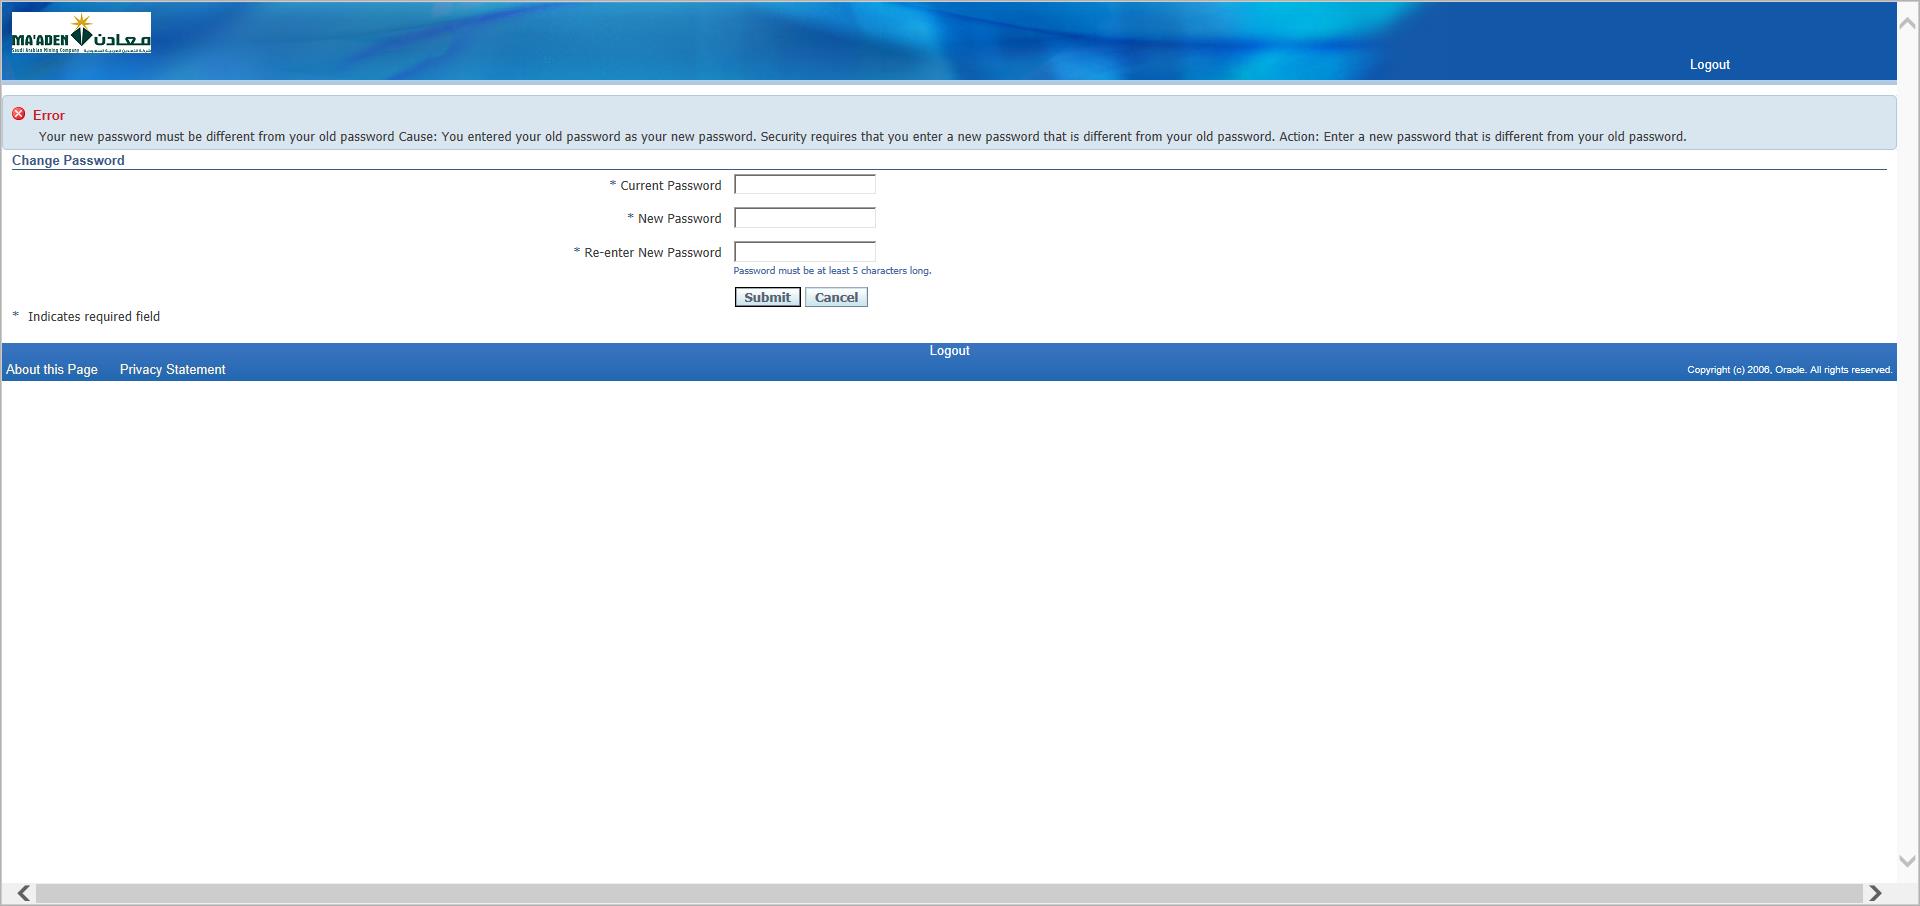 MA'ADEN معادن
Saudi Arabian Mining Company شركة التعدين العربية السعودية
Logout
Error
Your new password must be different from your old password Cause: You entered your old password as your new password. Security requires that you enter a new password that is different from your old password. Action: Enter a new password that is different from your old password.
Change Password
* Current Password
* New Password
* Re-enter New Password
Password must be at least 5 characters long.
Submit Cancel
* Indicates required field
Logout
About this Page Privacy Statement Copyright (c) 2006, Oracle. All rights reserved.